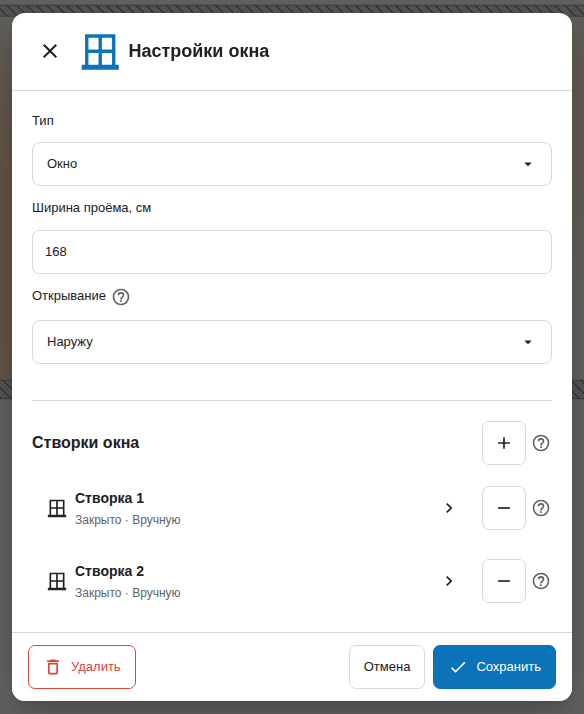 Настройки окна
Тип
Окно
Ширина проёма, см
168
Открывание
Наружу
Створки окна
Створка 1
Закрыто · Вручную
Створка 2
Закрыто · Вручную
Удалить
Отмена
Сохранить